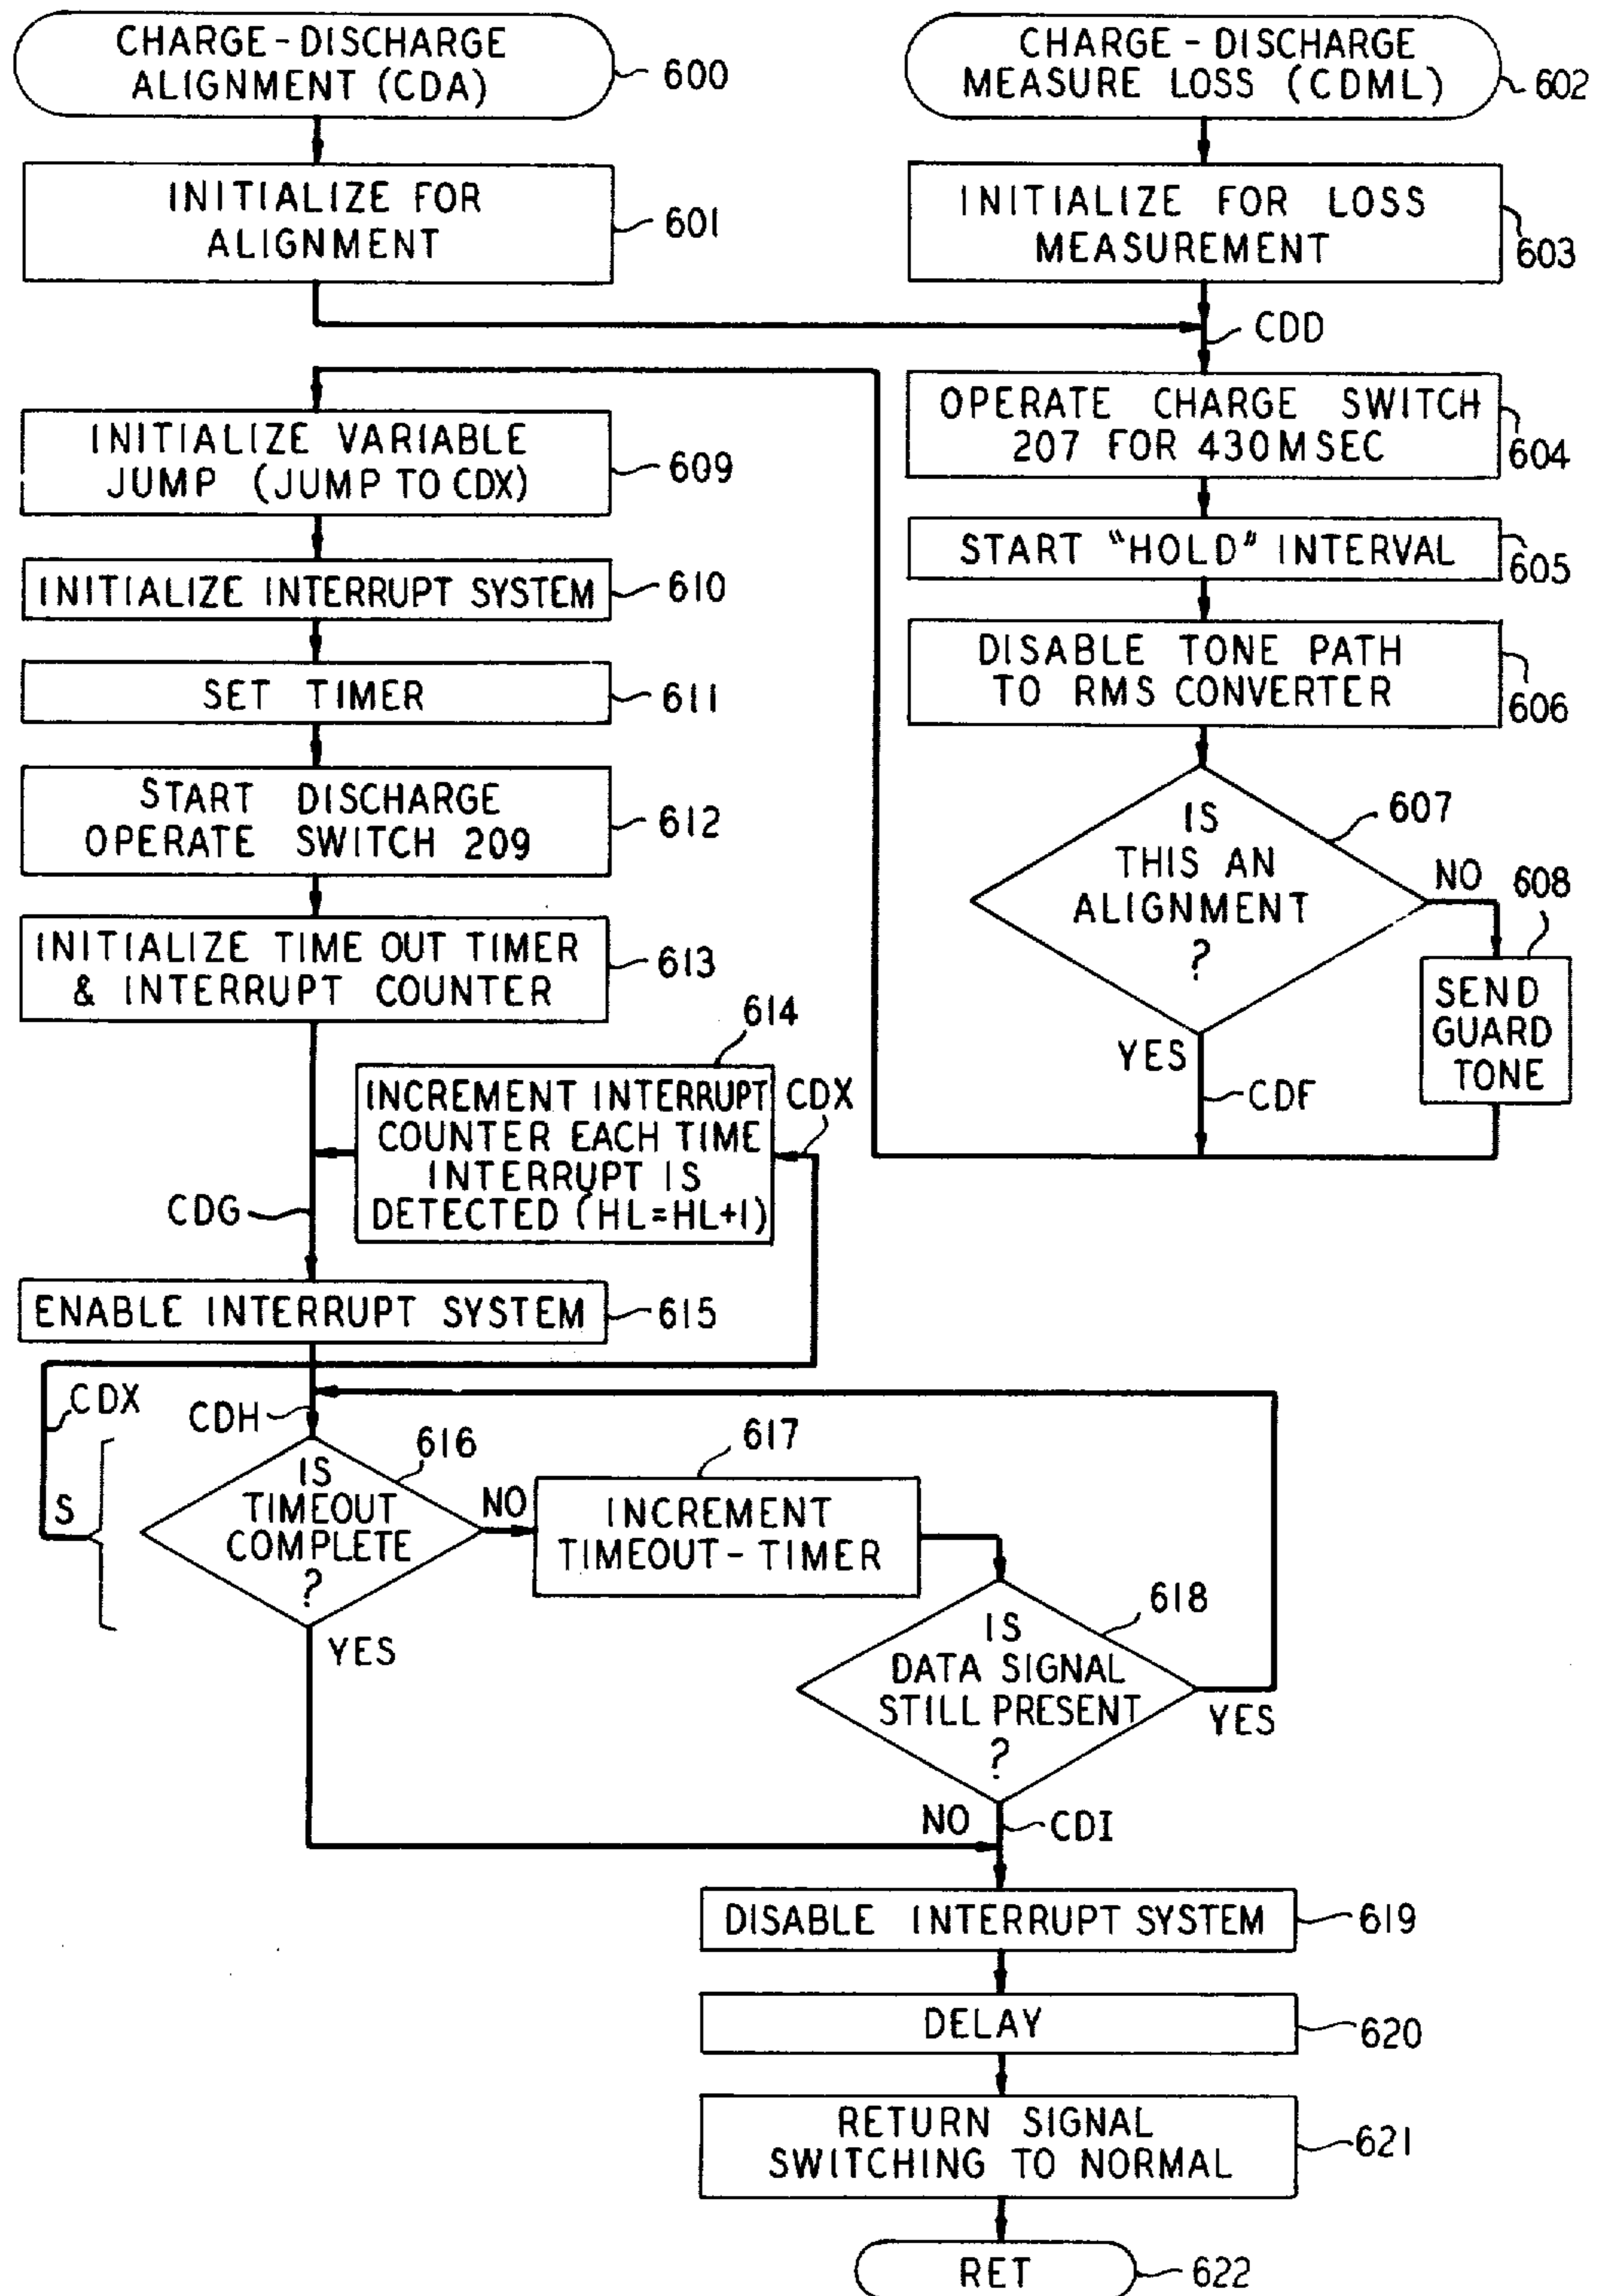 CHARGE-DISCHARGE
ALIGNMENT (CDA)
600
CHARGE-DISCHARGE
MEASURE LOSS (CDML)
602
INITIALIZE FOR
ALIGNMENT
601
INITIALIZE FOR LOSS
MEASUREMENT
603
CDD
OPERATE CHARGE SWITCH
207 FOR 430MSEC
604
START "HOLD" INTERVAL
605
DISABLE TONE PATH
TO RMS CONVERTER
606
IS
THIS AN
ALIGNMENT
?
607
NO
608
SEND
GUARD
TONE
YES
CDF
INITIALIZE VARIABLE
JUMP (JUMP TO CDX)
609
INITIALIZE INTERRUPT SYSTEM
610
SET TIMER
611
START DISCHARGE
OPERATE SWITCH 209
612
INITIALIZE TIME OUT TIMER
& INTERRUPT COUNTER
613
614
INCREMENT INTERRUPT
COUNTER EACH TIME
INTERRUPT IS
DETECTED (HL=HL+1)
CDX
CDG
ENABLE INTERRUPT SYSTEM
615
CDX
CDH
S
IS
TIMEOUT
COMPLETE
?
616
NO
YES
617
INCREMENT
TIMEOUT-TIMER
618
IS
DATA SIGNAL
STILL PRESENT
?
YES
NO
CDI
DISABLE INTERRUPT SYSTEM
619
DELAY
620
RETURN SIGNAL
SWITCHING TO NORMAL
621
RET
622